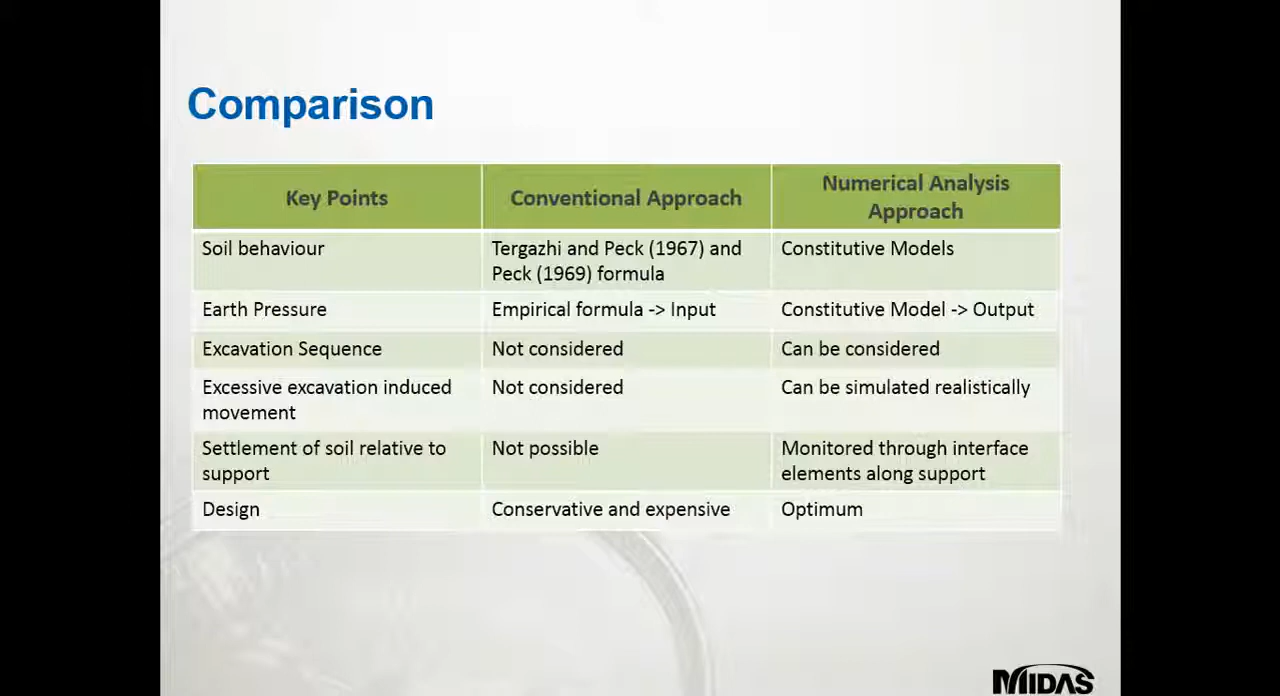 Comparison
Key Points
Conventional Approach
Numerical Analysis
Approach
Soil behaviour
Tergazhi and Peck (1967) and
Peck (1969) formula
Constitutive Models
Earth Pressure
Empirical formula -> Input
Constitutive Model -> Output
Excavation Sequence
Not considered
Can be considered
Excessive excavation induced
movement
Not considered
Can be simulated realistically
Settlement of soil relative to
support
Not possible
Monitored through interface
elements along support
Design
Conservative and expensive
Optimum
MIDAS